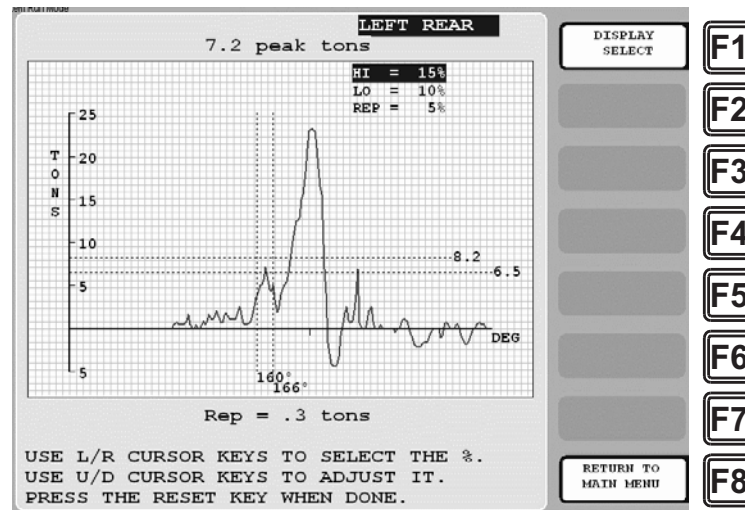 LEFT REAR
7.2 peak tons
HI = 15%
LO = 10%
REP = 5%
25
20
15
10
5
5
TONS
8.2
6.5
DEG
160°
166°
Rep = .3 tons
USE L/R CURSOR KEYS TO SELECT THE %.
USE U/D CURSOR KEYS TO ADJUST IT.
PRESS THE RESET KEY WHEN DONE.
DISPLAY
SELECT
RETURN TO
MAIN MENU
F1
F2
F3
F4
F5
F6
F7
F8